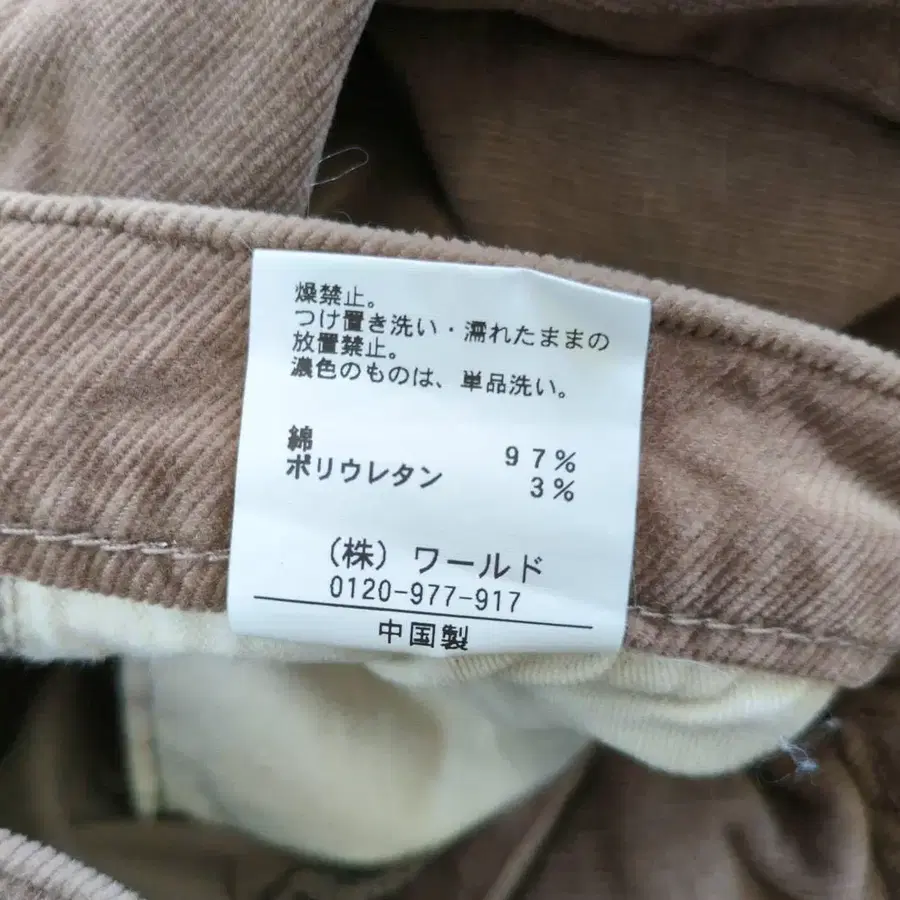 燥禁止。
つけ置き洗い・濡れたままの
放置禁止。
濃色のものは、単品洗い。
綿 97%
ポリウレタン 3%
(株) ワールド
0120-977-917
中国製